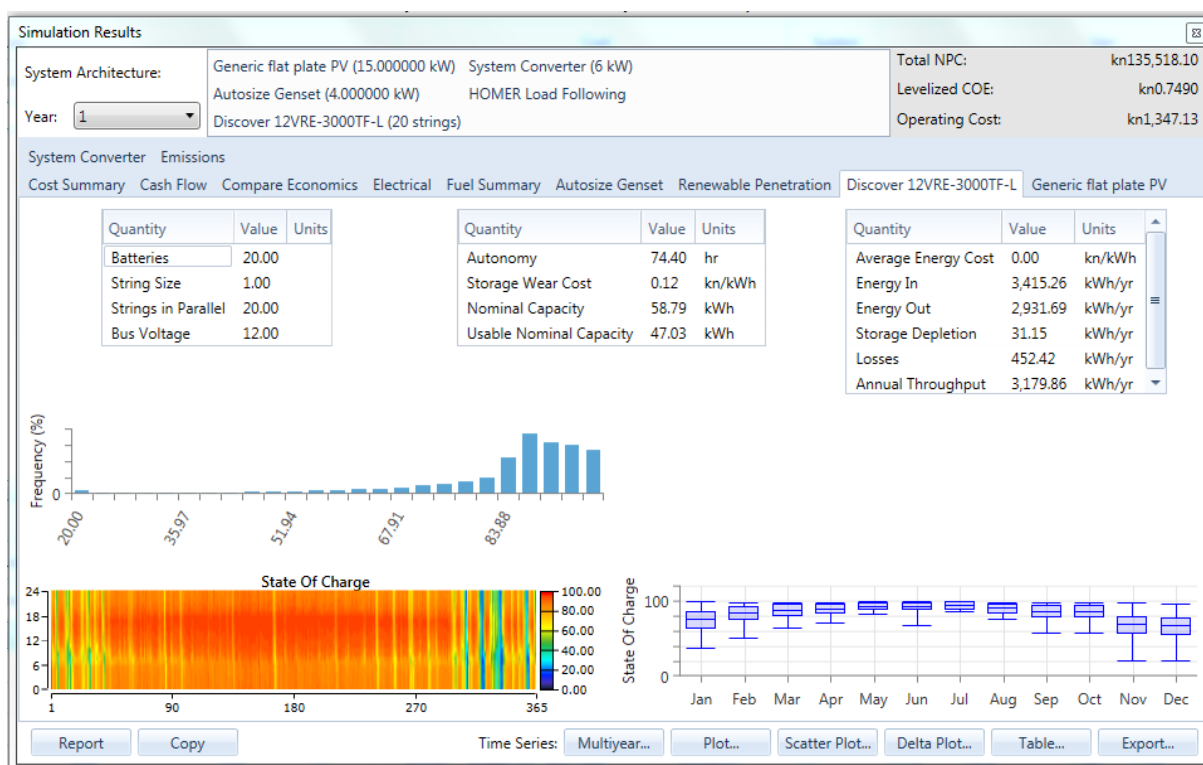 Simulation Results
System Architecture:
Generic flat plate PV (15.000000 kW) System Converter (6 kW)
Autosize Genset (4.000000 kW) HOMER Load Following
Discover 12VRE-3000TF-L (20 strings)
Year: 1
Total NPC: kn135,518.10
Levelized COE: kn0.7490
Operating Cost: kn1,347.13
System Converter Emissions
Cost Summary Cash Flow Compare Economics Electrical Fuel Summary Autosize Genset Renewable Penetration Discover 12VRE-3000TF-L Generic flat plate PV
Quantity Value Units
Batteries 20.00
String Size 1.00
Strings in Parallel 20.00
Bus Voltage 12.00
Quantity Value Units
Autonomy 74.40 hr
Storage Wear Cost 0.12 kn/kWh
Nominal Capacity 58.79 kWh
Usable Nominal Capacity 47.03 kWh
Quantity Value Units
Average Energy Cost 0.00 kn/kWh
Energy In 3,415.26 kWh/yr
Energy Out 2,931.69 kWh/yr
Storage Depletion 31.15 kWh/yr
Losses 452.42 kWh/yr
Annual Throughput 3,179.86 kWh/yr
Frequency (%)
0
20.00 35.97 51.94 67.91 83.88
State Of Charge
24
18
12
6
0
1 90 180 270 365
100.00
80.00
60.00
40.00
20.00
0.00
State Of Charge
100
0
Jan Feb Mar Apr May Jun Jul Aug Sep Oct Nov Dec
Report Copy Time Series: Multiyear... Plot... Scatter Plot... Delta Plot... Table... Export...